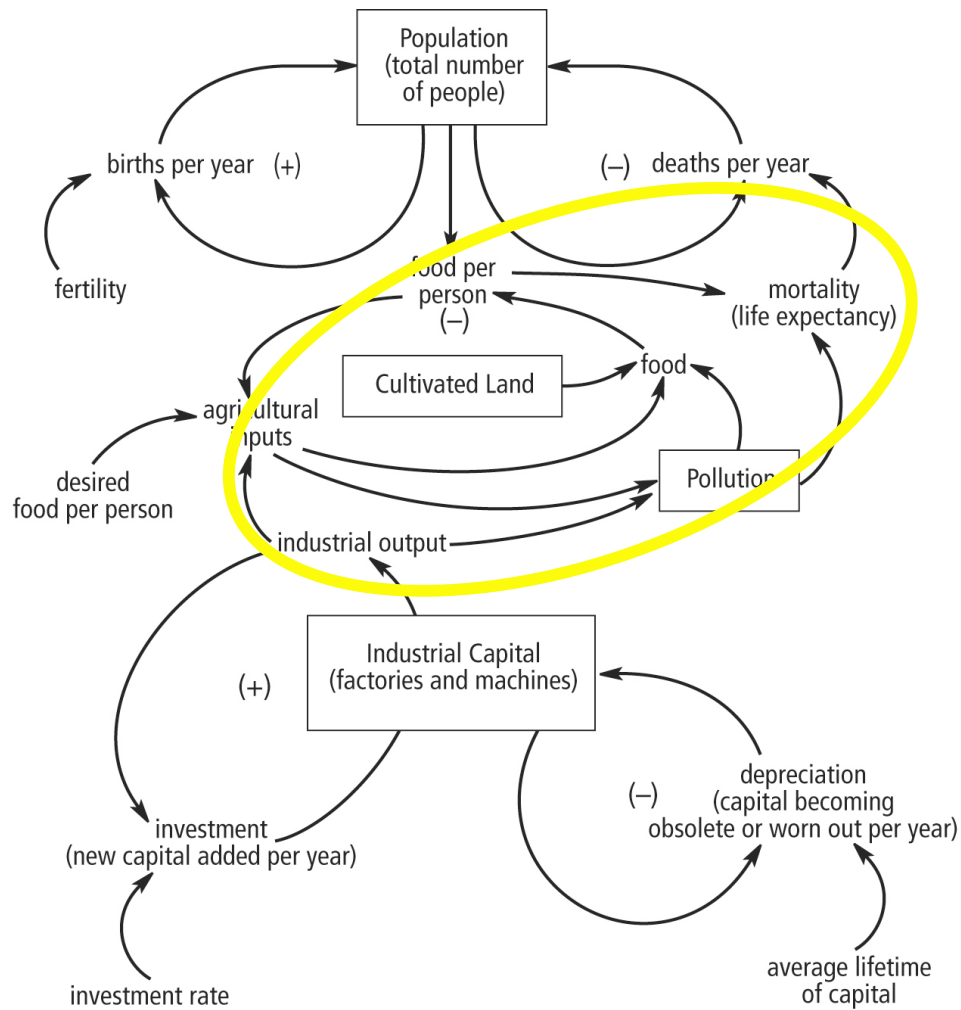 Population
(total number
of people)
births per year
(+)
(–)
deaths per year
fertility
food per
person
(–)
mortality
(life expectancy)
food
Cultivated Land
agricultural
inputs
desired
food per person
Pollution
industrial output
Industrial Capital
(factories and machines)
(+)
(–)
depreciation
(capital becoming
obsolete or worn out per year)
investment
(new capital added per year)
average lifetime
of capital
investment rate